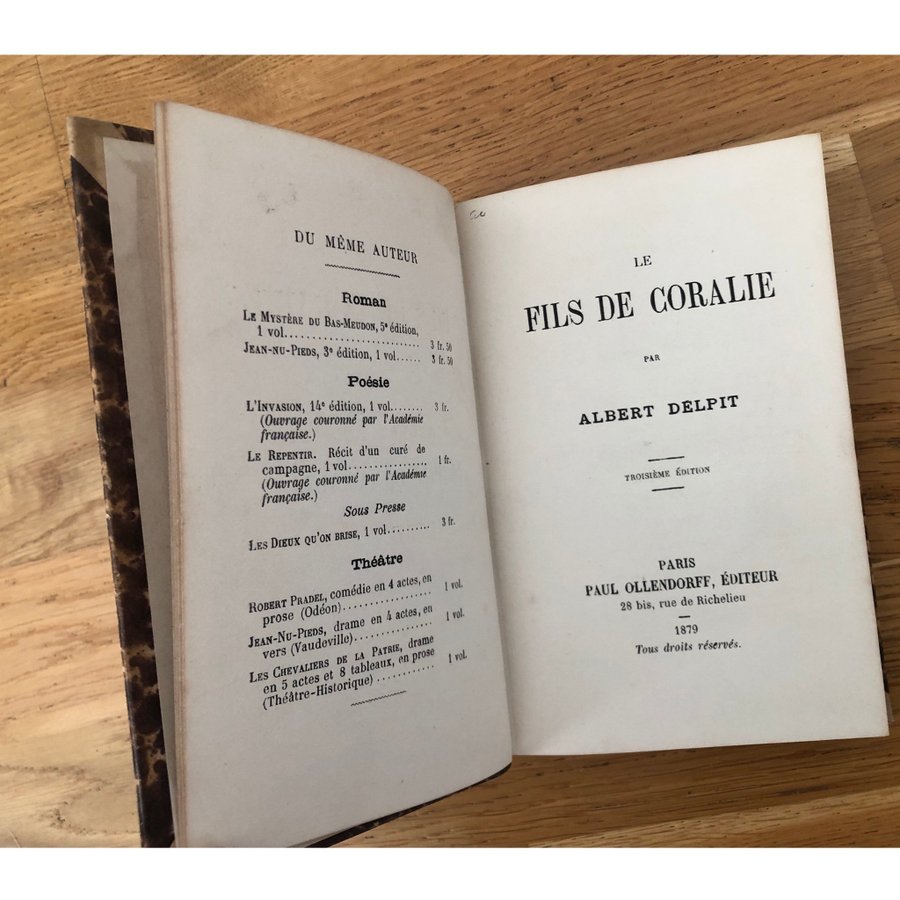 DU MÊME AUTEUR
Roman
LE MYSTÈRE DU BAS-MEUDON, 5e édition,
1 vol.............................. 3 fr. 50
JEAN-NU-PIEDS, 3e édition, 1 vol...... 3 fr. 50
Poésie
L'INVASION, 14e édition, 1 vol....... 3 fr.
(Ouvrage couronné par l'Académie
française.)
LE REPENTIR. Récit d'un curé de
campagne, 1 vol................. 1 fr.
(Ouvrage couronné par l'Académie
française.)
Sous Presse
LES DIEUX QU'ON BRISE, 1 vol.......... 3 fr.
Théâtre
ROBERT PRADEL, comédie en 4 actes, en
prose (Odéon)................... 1 vol.
JEAN-NU-PIEDS, drame en 4 actes, en
vers (Vaudeville)................ 1 vol.
LES CHEVALIERS DE LA PATRIE, drame
en 5 actes et 8 tableaux, en prose
(Théâtre-Historique)............ 1 vol.
LE
FILS DE CORALIE
PAR
ALBERT DELPIT
TROISIÈME ÉDITION
PARIS
PAUL OLLENDORFF, ÉDITEUR
28 bis, rue de Richelieu
1879
Tous droits réservés.